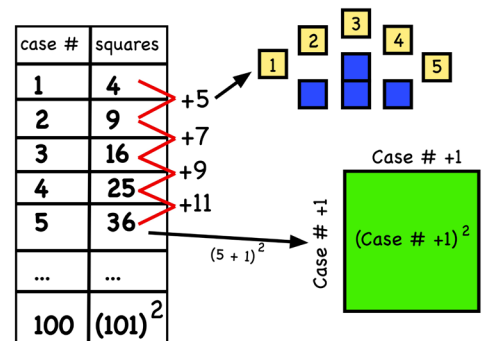 case # squares
1 4
2 9
3 16
4 25
5 36
... ...
100 (101)²
+5
+7
+9
+11
1 2 3 4 5
(5 + 1)²
Case # +1
Case # +1
(Case # +1)²